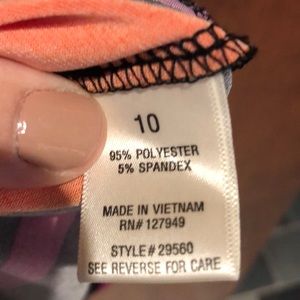 10
95% POLYESTER
5% SPANDEX
MADE IN VIETNAM
RN# 127949
STYLE # 29560
SEE REVERSE FOR CARE